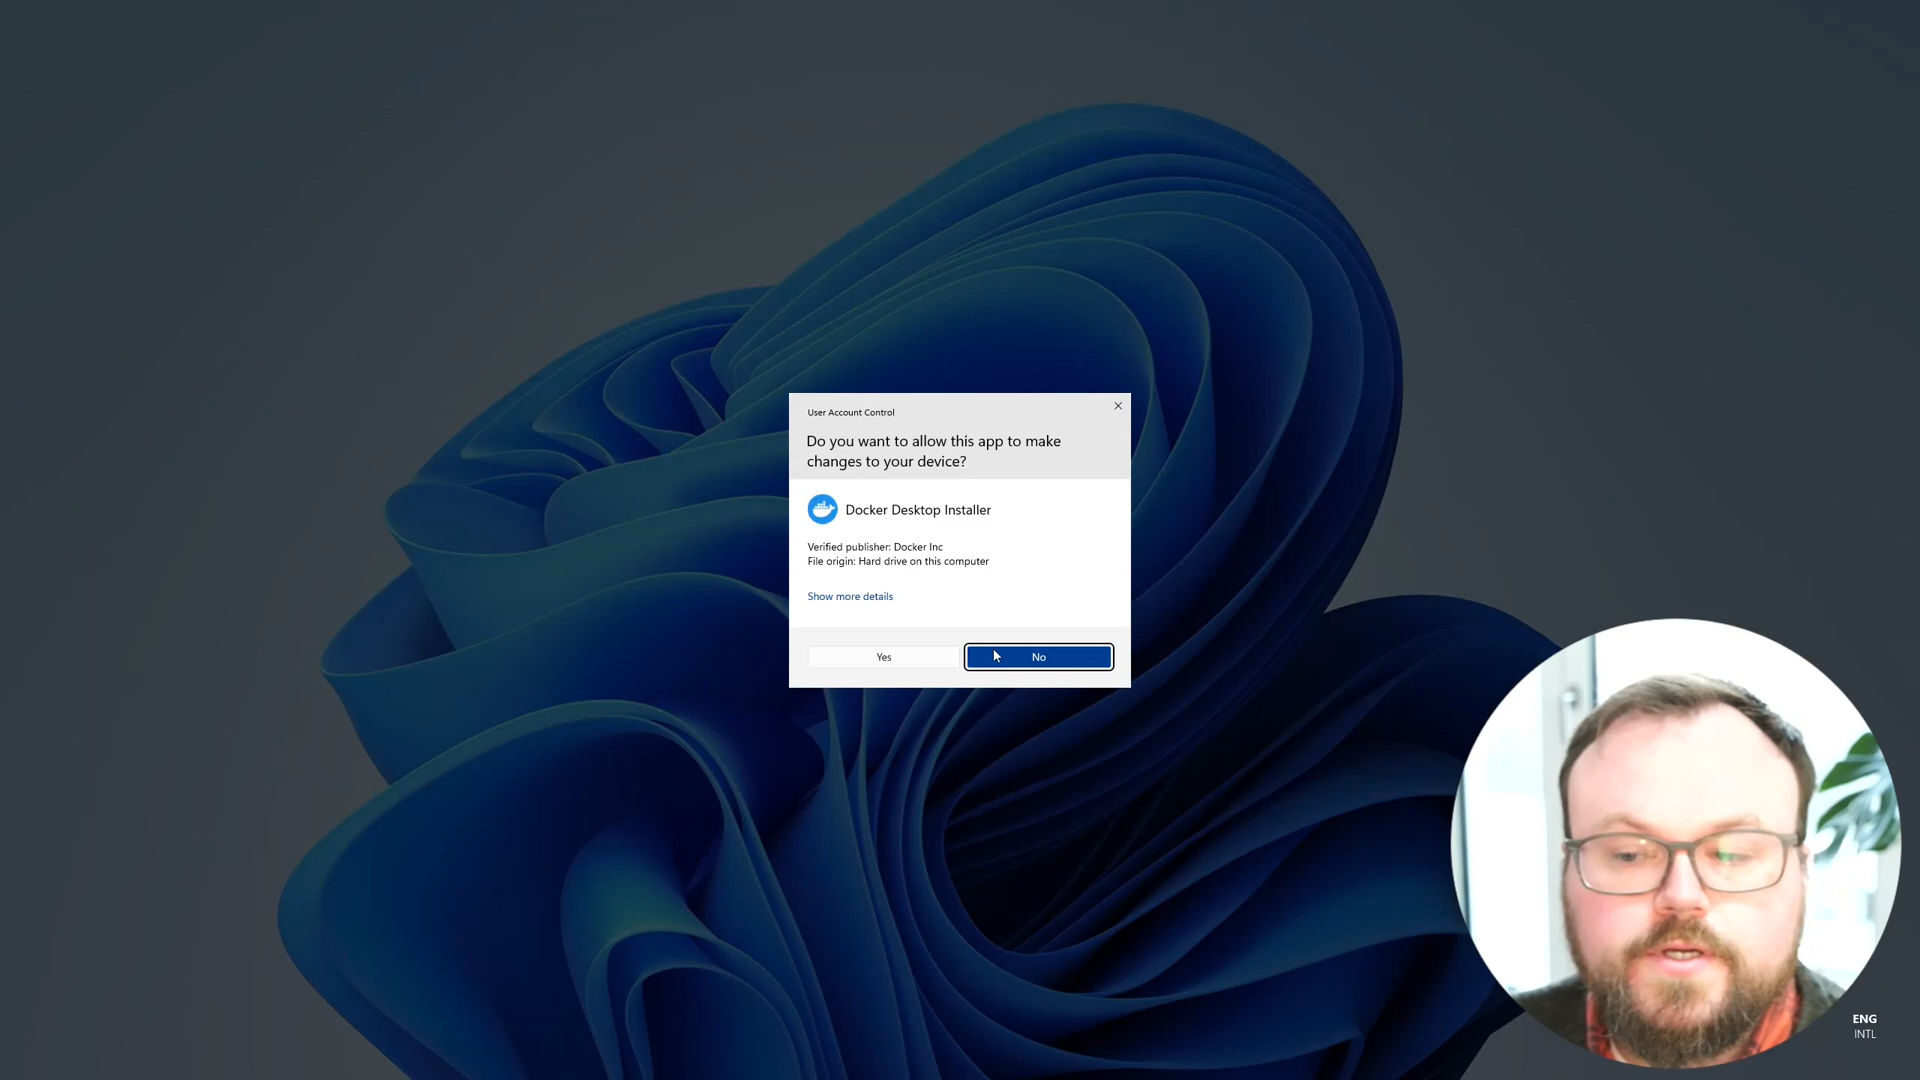 User Account Control
Do you want to allow this app to make
changes to your device?
Docker Desktop Installer
Verified publisher: Docker Inc
File origin: Hard drive on this computer
Show more details
Yes
No
ENG
INTL